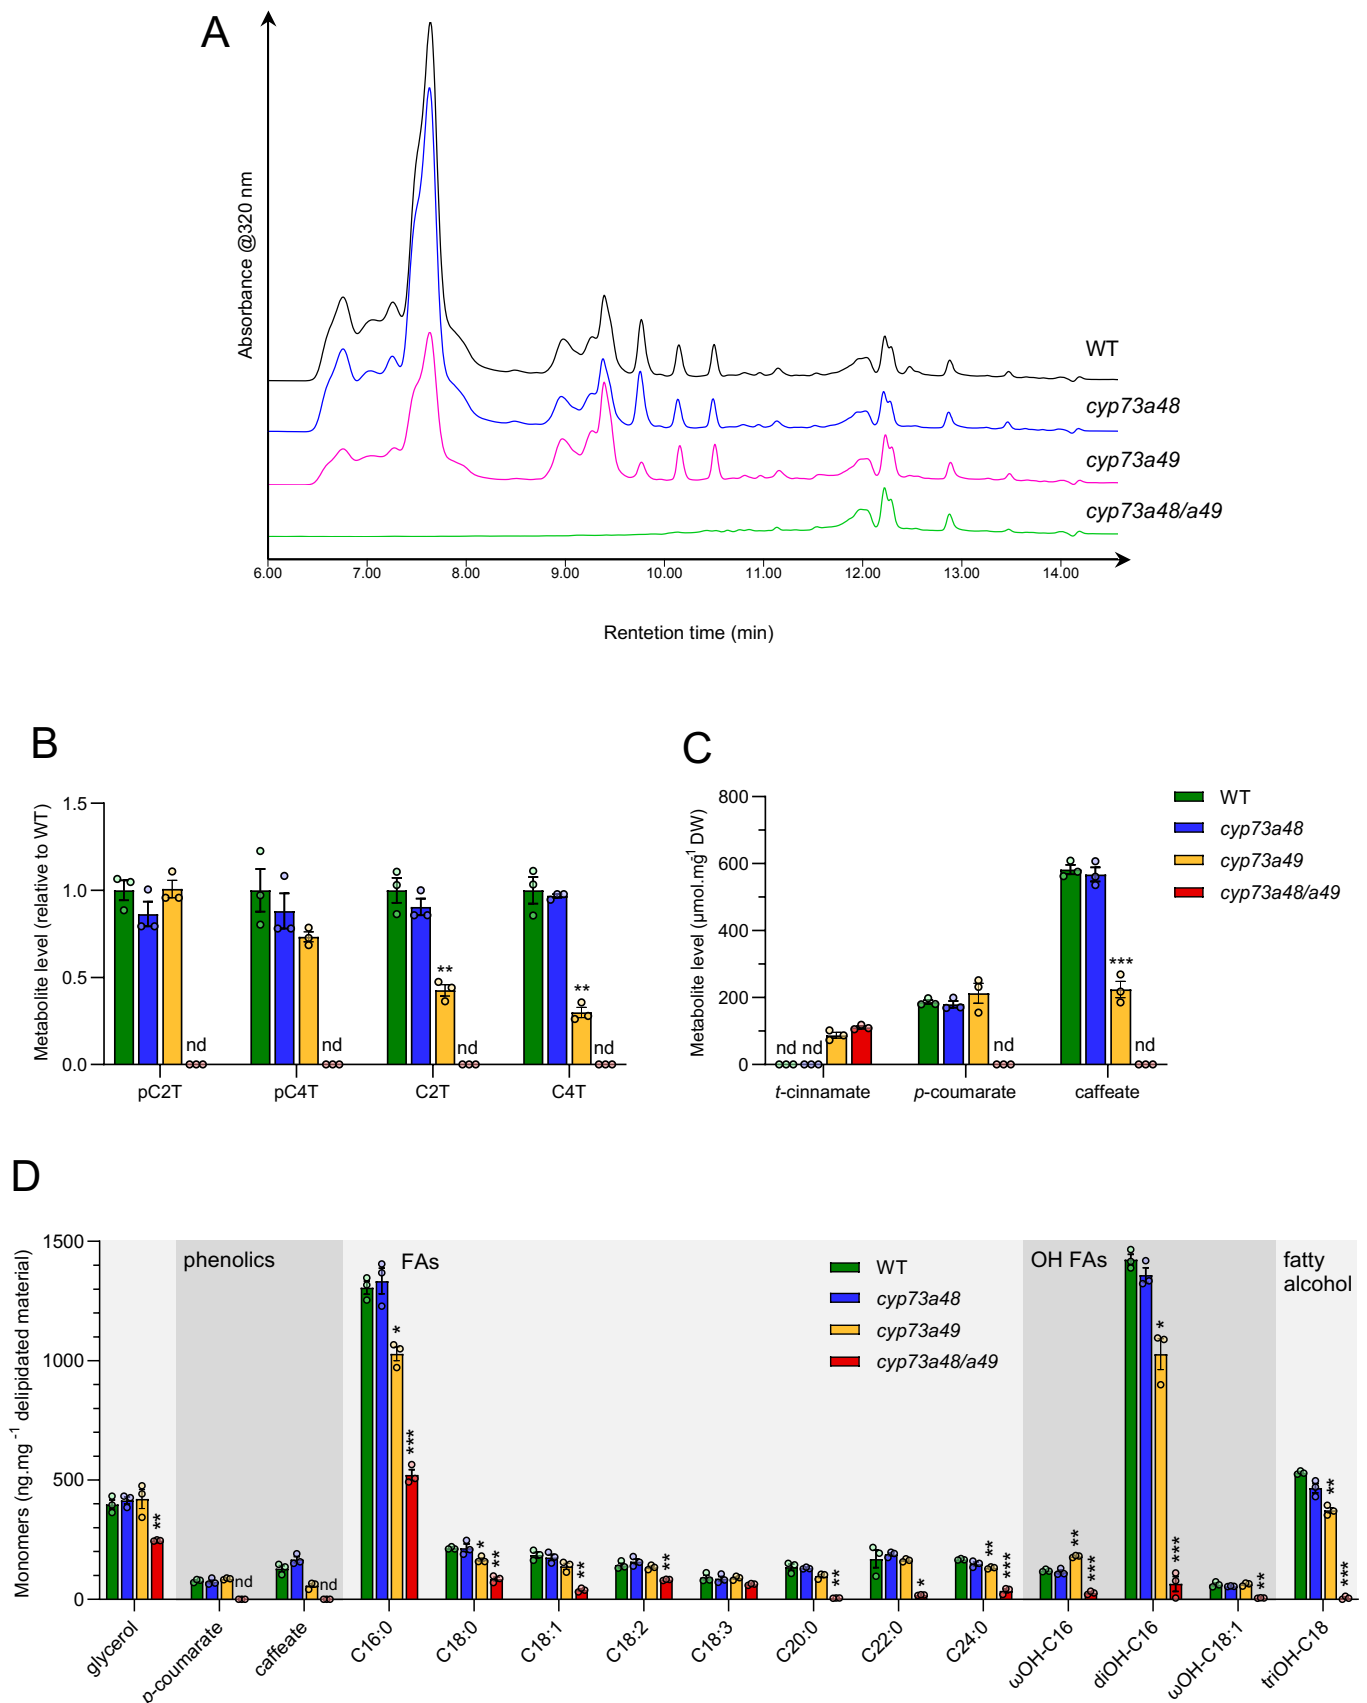 A
Absorbance @320 nm
WT
cyp73a48
cyp73a49
cyp73a48/a49
6.00 7.00 8.00 9.00 10.00 11.00 12.00 13.00 14.00
Rentetion time (min)
B
Metabolite level (relative to WT)
1.5
1.0
0.5
0.0
nd nd nd nd
** **
pC2T pC4T C2T C4T
C
Metabolite level (µmol.mg¹ DW)
800
600
400
200
0
nd nd nd *** nd
t-cinnamate p-coumarate caffeate
WT
cyp73a48
cyp73a49
cyp73a48/a49
D
Monomers (ng.mg⁻¹ delipidated material)
1500
1000
500
0
phenolics
FAs
OH FAs
fatty
alcohol
WT
cyp73a48
cyp73a49
cyp73a48/a49
** nd nd * *** * ** ** ** ** * ** *** ** *** * *** ** ** ***
glycerol p-coumarate caffeate C16:0 C18:0 C18:1 C18:2 C18:3 C20:0 C22:0 C24:0 ωOH-C16 diOH-C16 ωOH-C18:1 triOH-C18